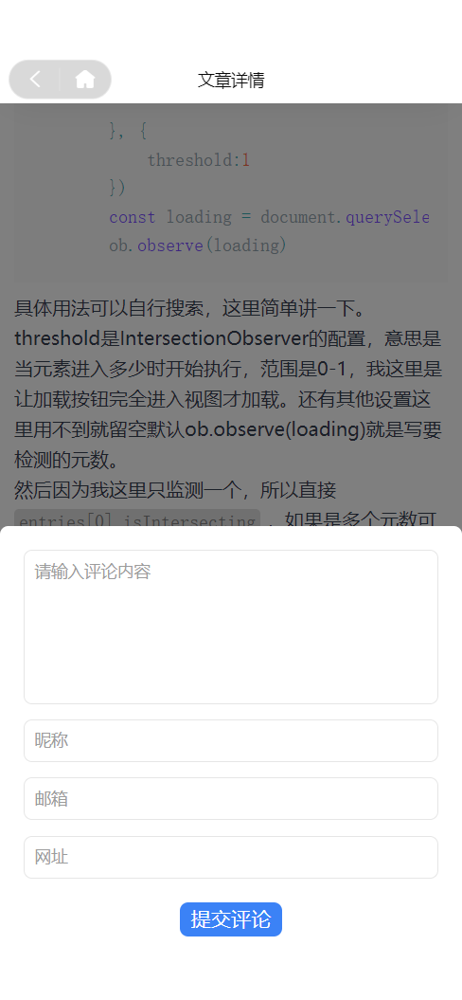 文章详情
}, {
threshold:1
})
const loading = document.querySele
ob.observe(loading)
具体用法可以自行搜索，这里简单讲一下。
threshold是IntersectionObserver的配置，意思是
当元素进入多少时开始执行，范围是0-1，我这里是
让加载按钮完全进入视图才加载。还有其他设置这
里用不到就留空默认ob.observe(loading)就是写要
检测的元数。
然后因为我这里只监测一个，所以直接
entries[0].isIntersecting ，如果是多个元数可
请输入评论内容
昵称
邮箱
网址
提交评论